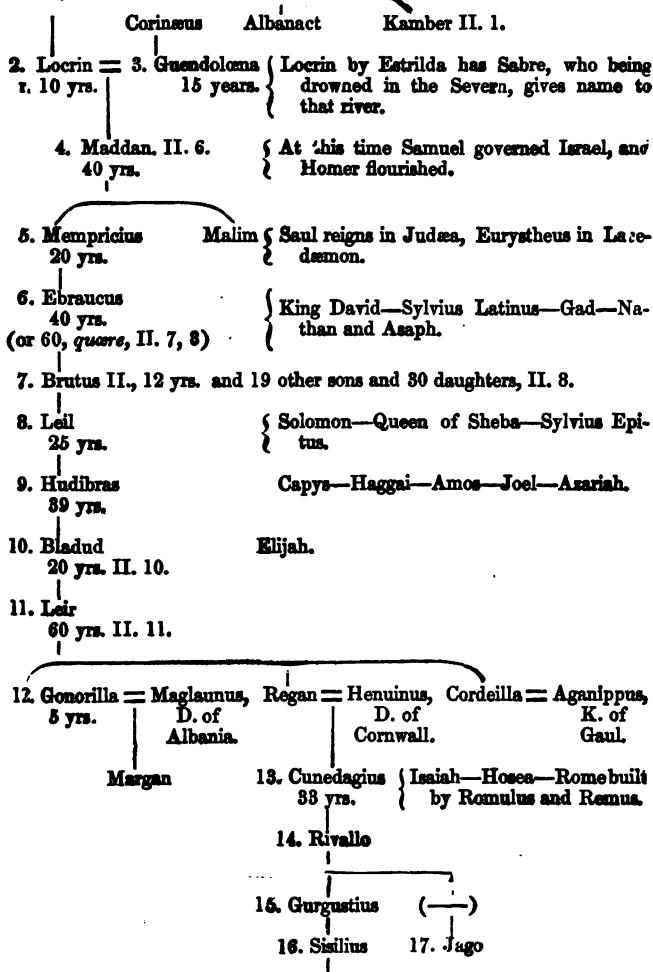 Corinæus Albanact Kamber II. 1.
2. Locrin = 3. Guendolœna { Locrin by Estrilda has Sabre, who being
r. 10 yrs. 15 years. drowned in the Severn, gives name to
that river.
4. Maddan. II. 6. { At this time Samuel governed Israel, and
40 yrs. Homer flourished.
5. Mempricius Malim { Saul reigns in Judæa, Eurystheus in Lace-
20 yrs. dæmon.
6. Ebraucus { King David—Sylvius Latinus—Gad—Na-
40 yrs. than and Asaph.
(or 60, quære, II. 7, 8)
7. Brutus II., 12 yrs. and 19 other sons and 30 daughters, II. 8.
8. Leil { Solomon—Queen of Sheba—Sylvius Epi-
25 yrs. tus.
9. Hudibras Capys—Haggai—Amos—Joel—Azariah.
39 yrs.
10. Bladud Elijah.
20 yrs. II. 10.
11. Leir
60 yrs. II. 11.
12. Gonorilla = Maglaunus, Regan = Henuinus, Cordeilla = Aganippus,
5 yrs. D. of D. of K. of
Albania. Cornwall. Gaul.
Margan 13. Cunedagius { Isaiah—Hosea—Rome built
33 yrs. by Romulus and Remus.
14. Rivallo
15. Gurgustius (——)
16. Sisilius 17. Jago